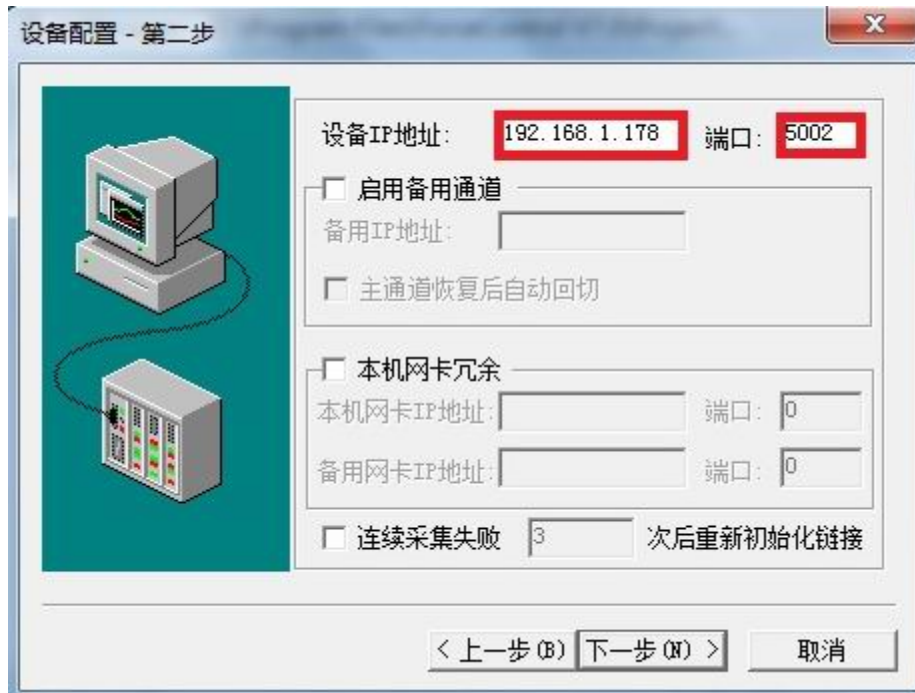 设备配置 - 第二步
设备IP地址: 192.168.1.178 端口: 5002
启用备用通道
备用IP地址:
主通道恢复后自动回切
本机网卡冗余
本机网卡IP地址: 端口: 0
备用网卡IP地址: 端口: 0
连续采集失败 3 次后重新初始化链接
< 上一步(B) 下一步(N) > 取消